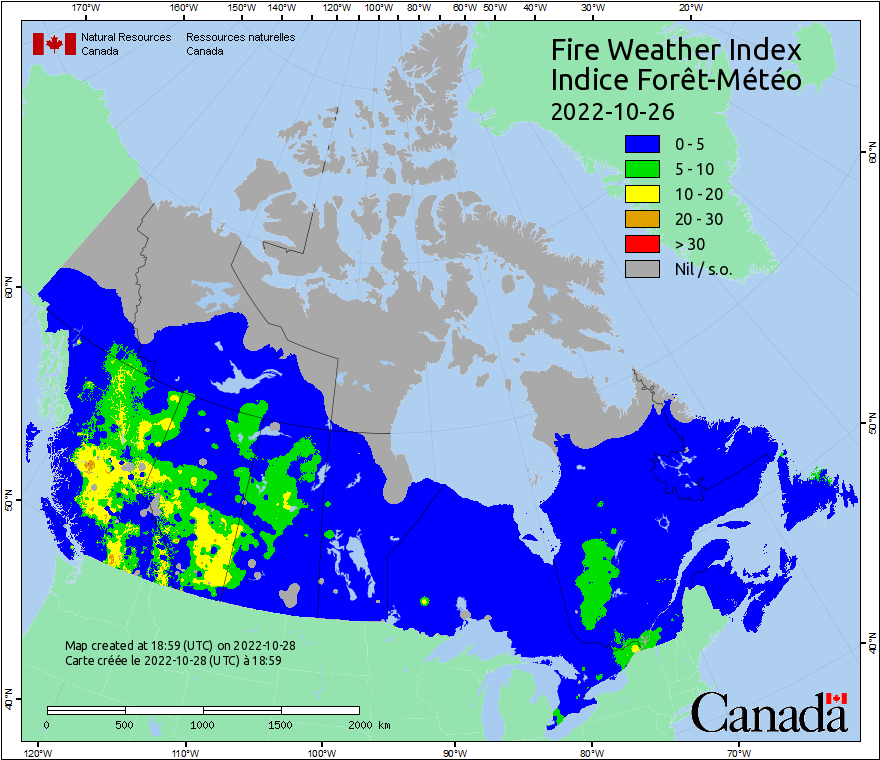 170°W 160°W 150°W 140°W 130°W 120°W 110°W 100°W 80°W 60°W 50°W 40°W 30°W 20°W
Natural Resources Ressources naturelles
Canada Canada
Fire Weather Index
Indice Forêt-Météo
2022-10-26
0 - 5
5 - 10
10 - 20
20 - 30
> 30
Nil / s.o.
60°N
60°N
50°N
50°N
40°N
40°N
Map created at 18:59 (UTC) on 2022-10-28
Carte créée le 2022-10-28 (UTC) à 18:59
0 500 1000 1500 2000 km
Canada
120°W 110°W 100°W 90°W 80°W 70°W